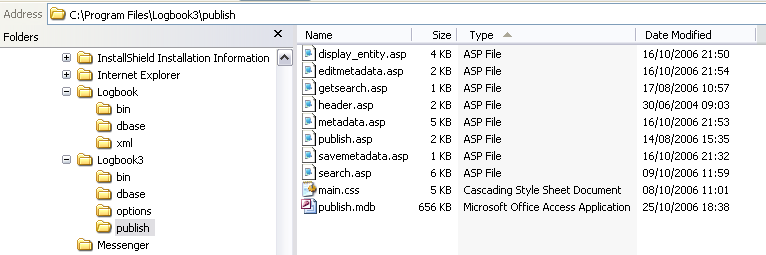 Address C:\Program Files\Logbook3\publish
Folders
InstallShield Installation Information
Internet Explorer
Logbook
bin
dbase
xml
Logbook3
bin
dbase
options
publish
Messenger
Name Size Type Date Modified
display_entity.asp 4 KB ASP File 16/10/2006 21:50
editmetadata.asp 2 KB ASP File 16/10/2006 21:54
getsearch.asp 1 KB ASP File 17/08/2006 10:57
header.asp 2 KB ASP File 30/06/2004 09:03
metadata.asp 5 KB ASP File 16/10/2006 21:53
publish.asp 2 KB ASP File 14/08/2006 15:35
savemetadata.asp 1 KB ASP File 16/10/2006 21:32
search.asp 6 KB ASP File 09/10/2006 11:59
main.css 5 KB Cascading Style Sheet Document 08/10/2006 11:01
publish.mdb 656 KB Microsoft Office Access Application 25/10/2006 18:38